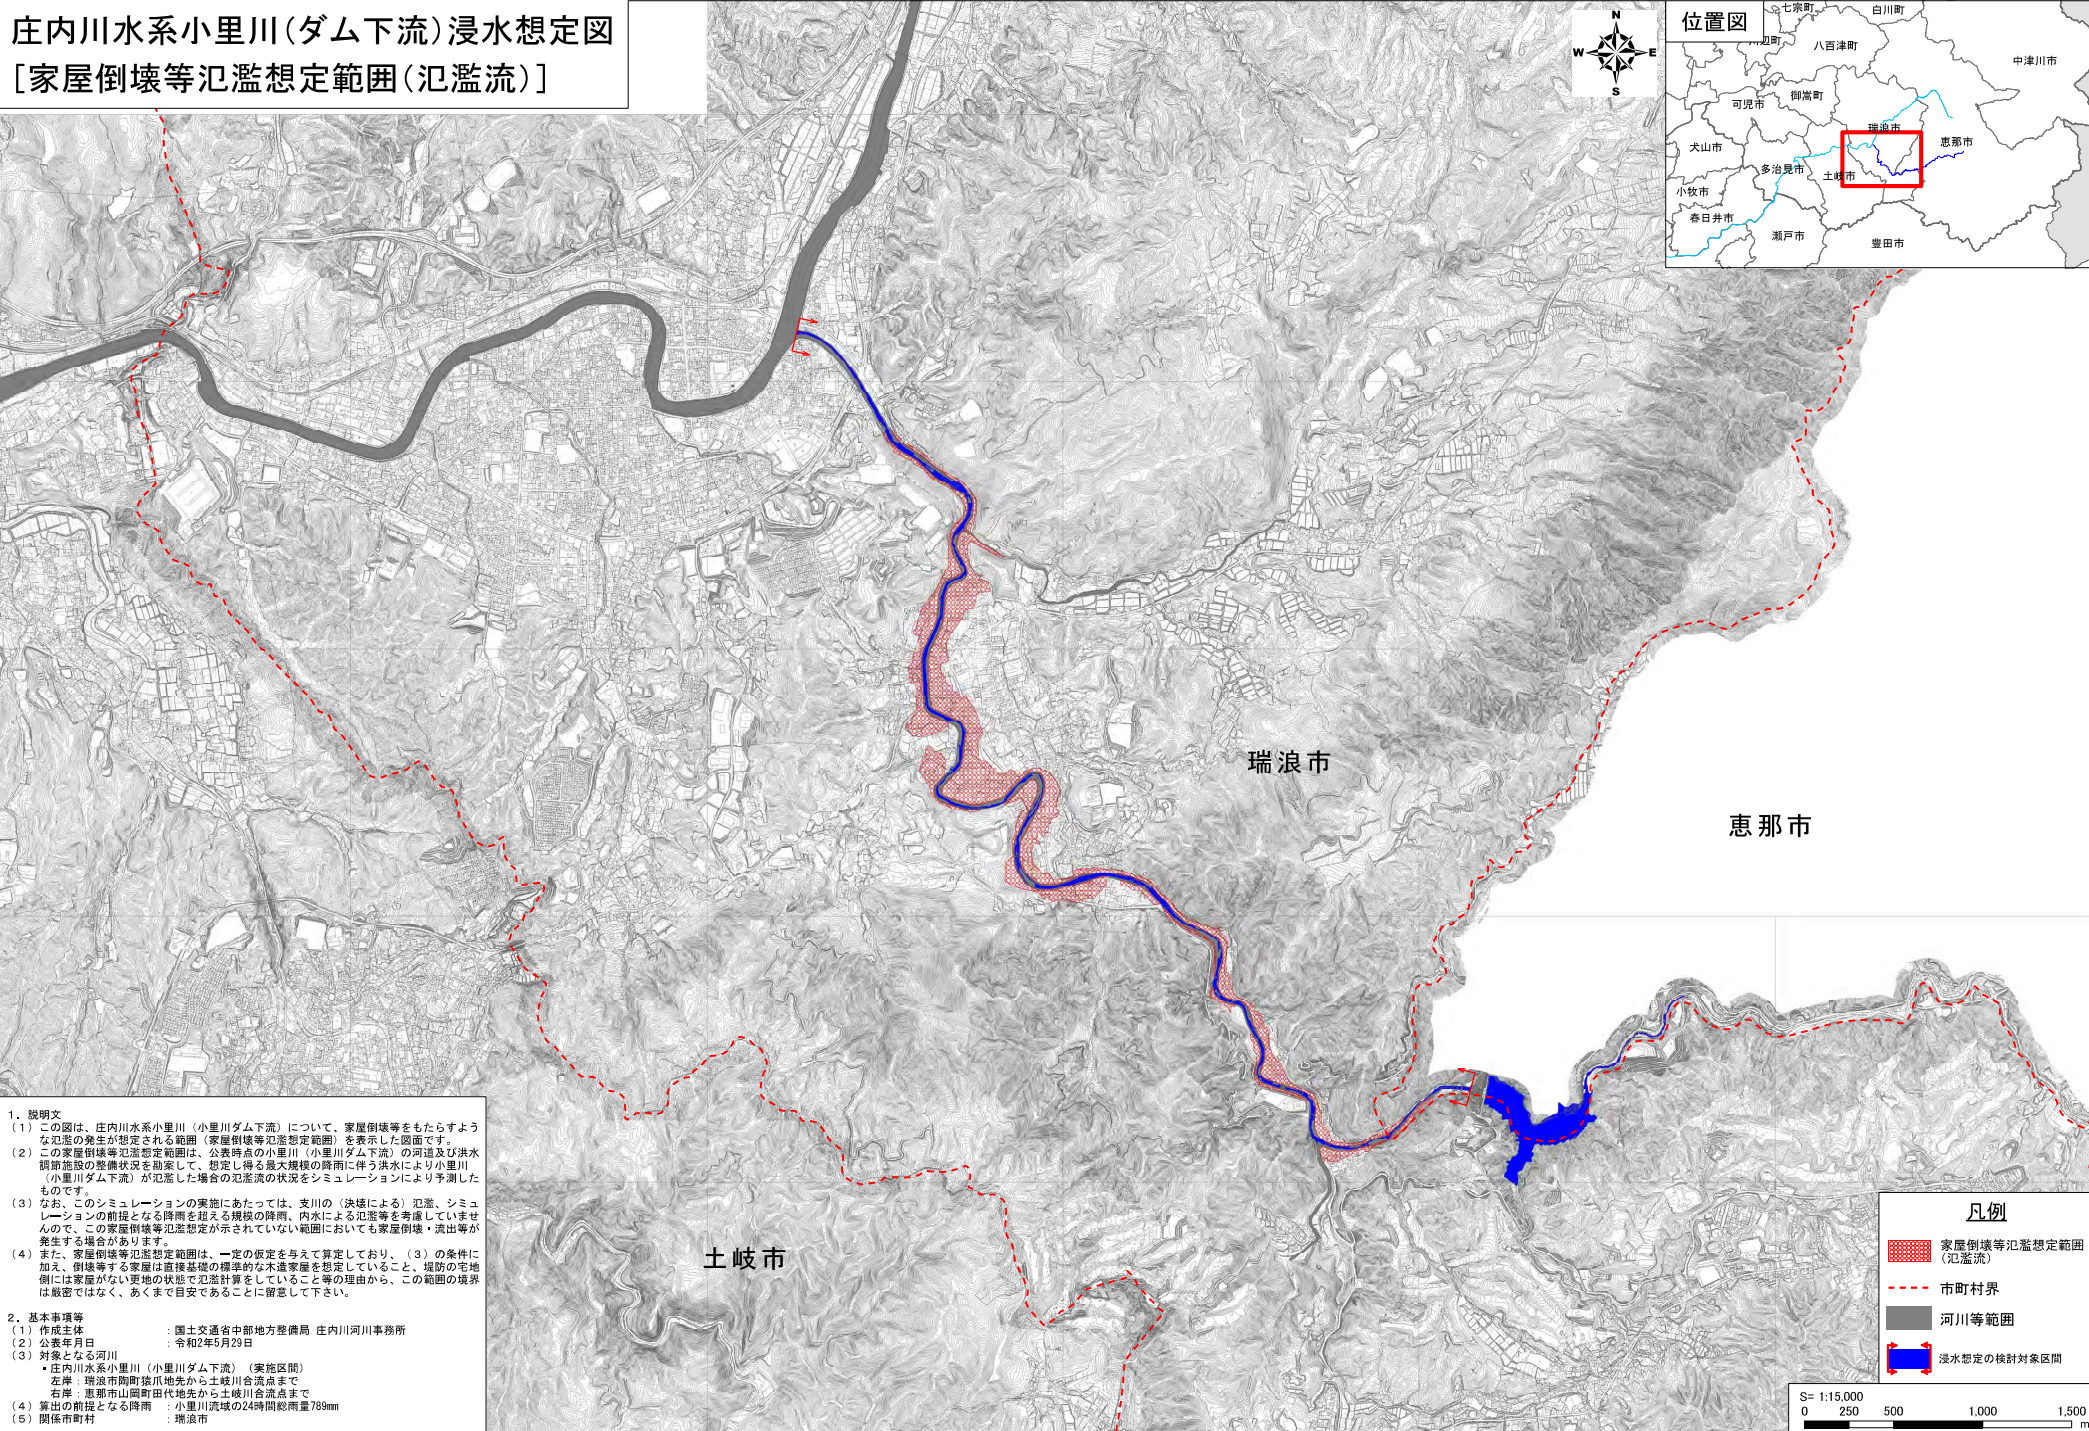 庄内川水系小里川(ダム下流)浸水想定図
[家屋倒壊等氾濫想定範囲(氾濫流)]
N
W
E
S
位置図
七宗町
白川町
八百津町
中津川市
可児市
御嵩町
瑞浪市
恵那市
犬山市
多治見市
土岐市
小牧市
春日井市
瀬戸市
豊田市
瑞浪市
恵那市
土岐市
1. 説明文
(1) この図は、庄内川水系小里川(小里川ダム下流)について、家屋倒壊等をもたらすよう
な氾濫の発生が想定される範囲(家屋倒壊等氾濫想定範囲)を表示した図面です。
(2) この家屋倒壊等氾濫想定範囲は、公表時点の小里川(小里川ダム下流)の河道及び洪水
調節施設の整備状況を勘案して、想定し得る最大規模の降雨に伴う洪水により小里川
(小里川ダム下流)が氾濫した場合の氾濫流の状況をシミュレーションにより予測した
ものです。
(3) なお、このシミュレーションの実施にあたっては、支川の(決壊による)氾濫、シミュ
レーションの前提となる降雨を超える規模の降雨、内水による氾濫等を考慮していませ
んので、この家屋倒壊等氾濫想定が示されていない範囲においても家屋倒壊・流出等が
発生する場合があります。
(4) また、家屋倒壊等氾濫想定範囲は、一定の仮定を与えて算定しており、(3)の条件に
加え、倒壊等する家屋は直接基礎の標準的な木造家屋を想定していること、堤防の宅地
側には家屋がない更地の状態で氾濫計算をしていること等の理由から、この範囲の境界
は厳密ではなく、あくまで目安であることに留意して下さい。
2. 基本事項等
(1) 作成主体 : 国土交通省中部地方整備局 庄内川河川事務所
(2) 公表年月日 : 令和2年5月29日
(3) 対象となる河川
・庄内川水系小里川(小里川ダム下流)(実施区間)
左岸:瑞浪市陶町猿爪地先から土岐川合流点まで
右岸:恵那市山岡町田代地先から土岐川合流点まで
(4) 算出の前提となる降雨 : 小里川流域の24時間総雨量789mm
(5) 関係市町村 : 瑞浪市
凡例
家屋倒壊等氾濫想定範囲
(氾濫流)
市町村界
河川等範囲
浸水想定の検討対象区間
S= 1:15,000
0 250 500 1,000 1,500
m